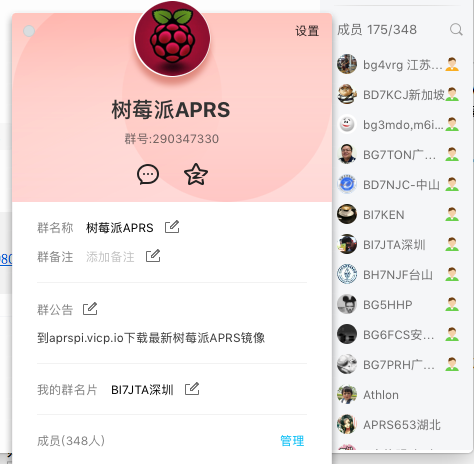 设置
树莓派APRS
群号:290347330
群名称 树莓派APRS
群备注 添加备注
群公告
到aprspi.vicp.io下载最新树莓派APRS镜像
我的群名片 BI7JTA深圳
成员(348人) 管理
成员 175/348
bg4vrg 江苏...
BD7KCJ新加坡
bg3mdo,m6i...
BG7TON广...
BD7NJC-中山
BI7KEN
BI7JTA深圳
BH7NJF台山
BG5HHP
BG6FCS安...
BG7PRH广...
Athlon
APRS653湖北